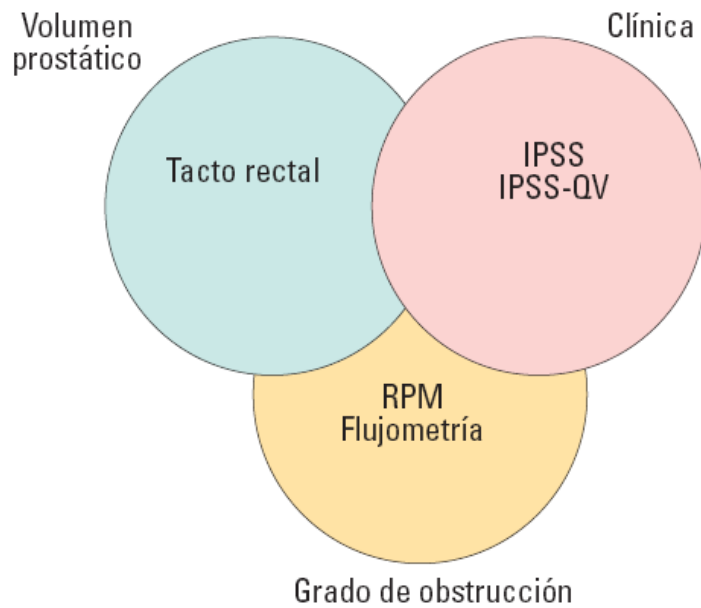 Volumen
prostático
Clínica
Tacto rectal
IPSS
IPSS-QV
RPM
Flujometría
Grado de obstrucción